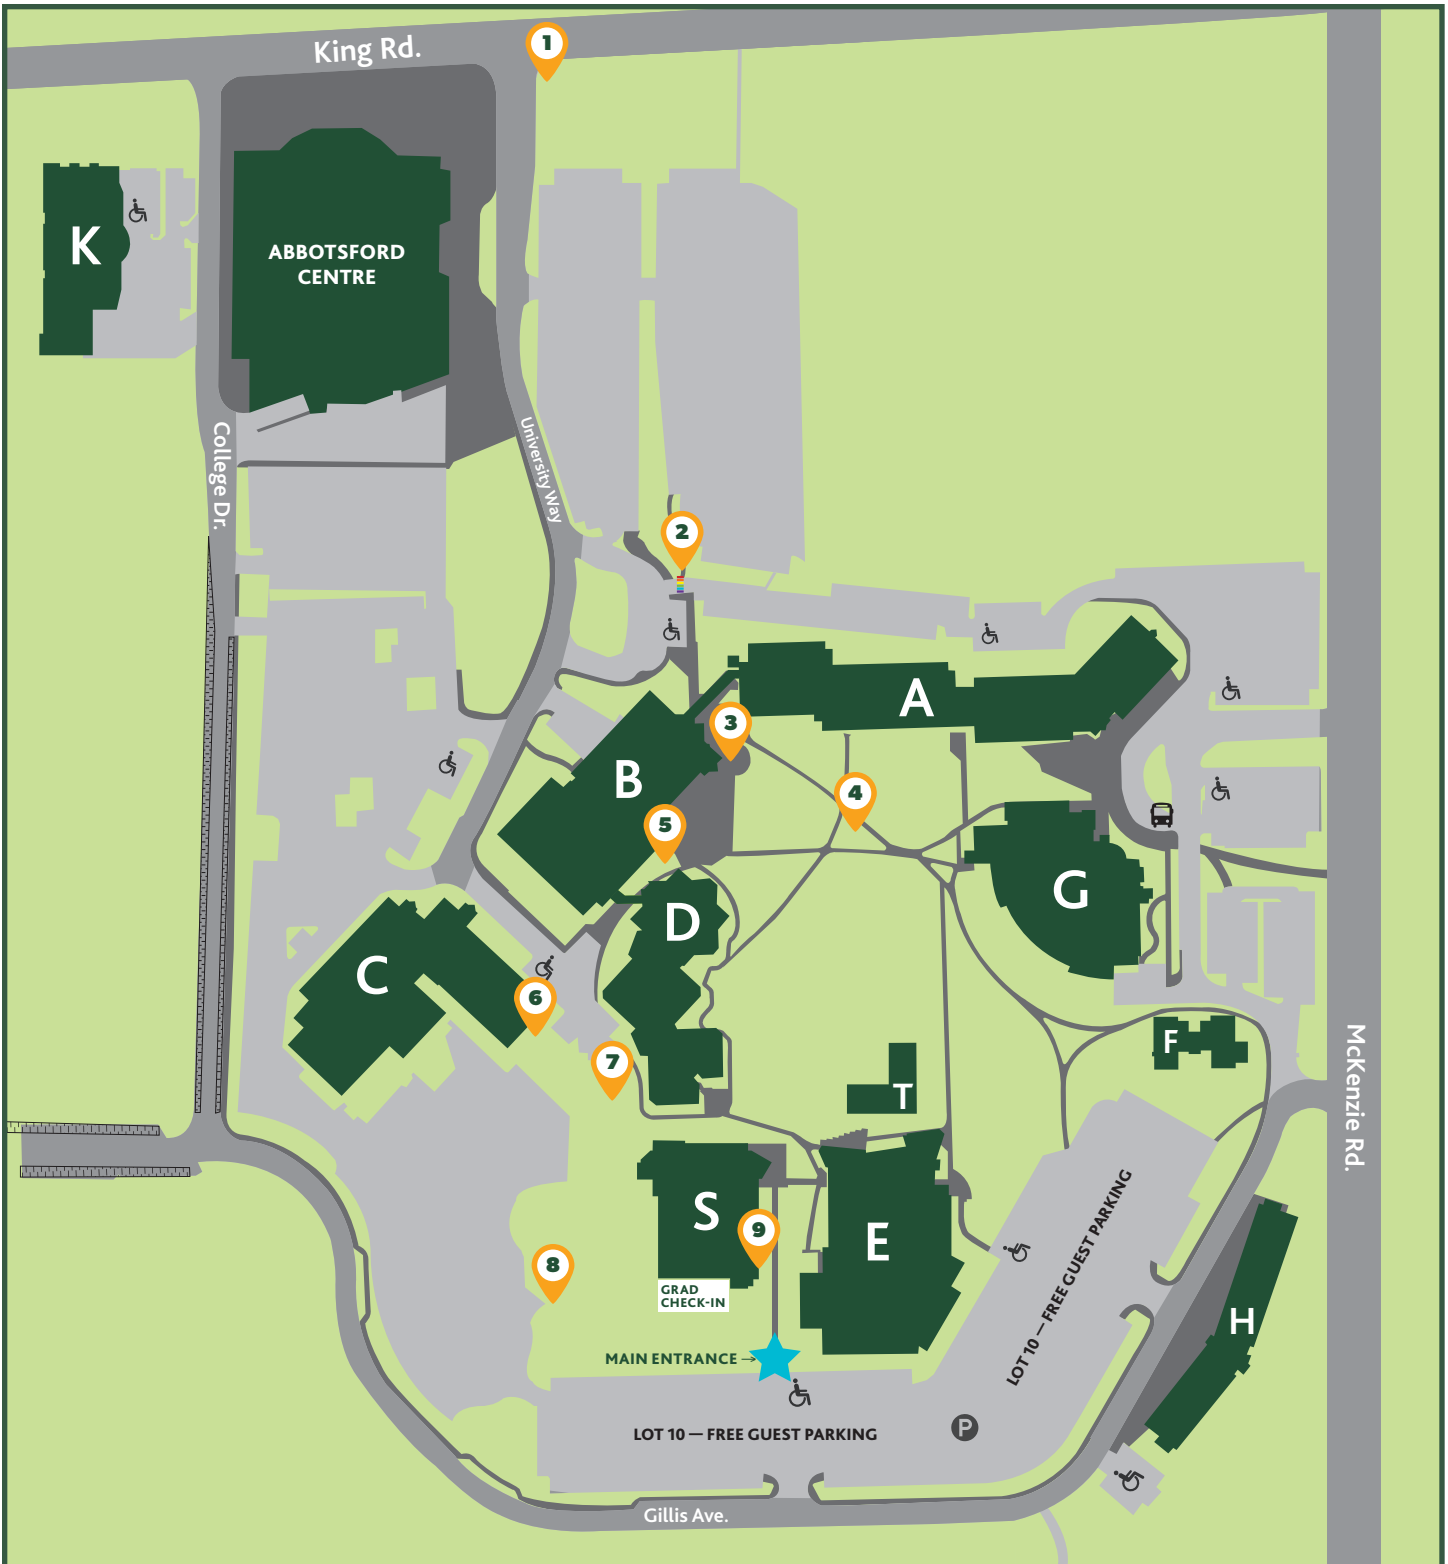 King Rd.
1
K
ABBOTSFORD
CENTRE
College Dr.
University Way
2
A
3
B
4
5
G
D
C
6
F
7
T
McKenzie Rd.
S
9
E
8
GRAD
CHECK-IN
LOT 10 — FREE GUEST PARKING
H
MAIN ENTRANCE→
LOT 10 — FREE GUEST PARKING
P
Gillis Ave.